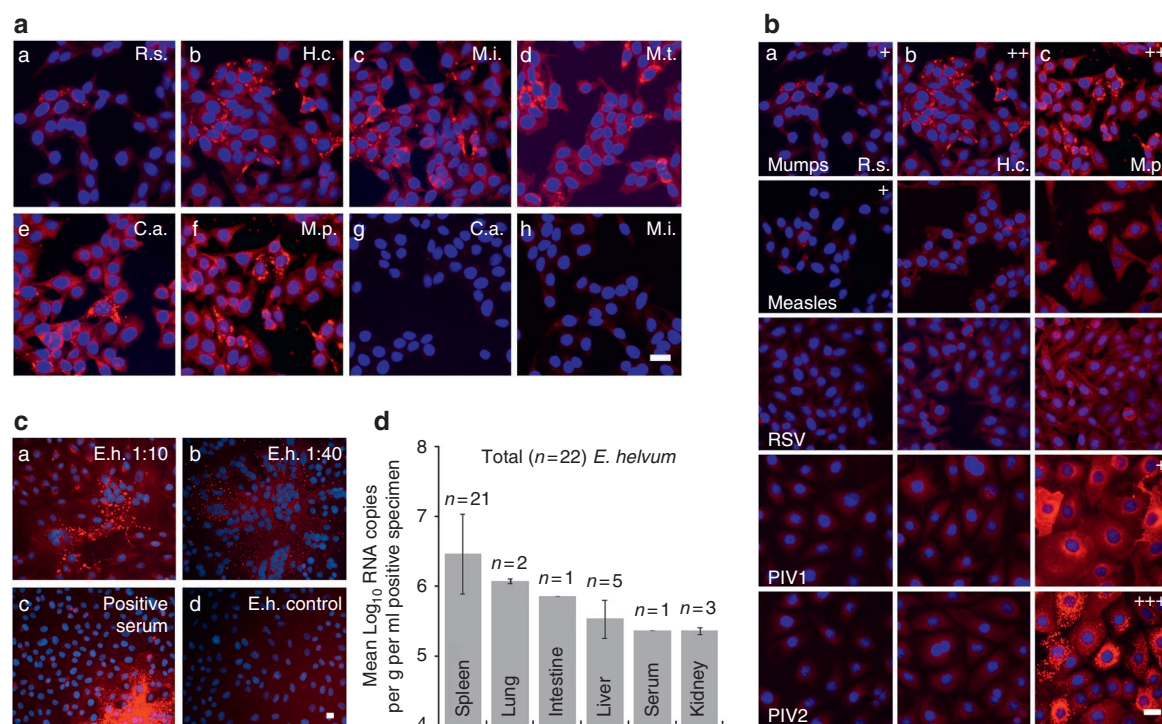 a
a R.s. b H.c. c M.i. d M.t.
e C.a. f M.p. g C.a. h M.i.
b
a + b ++ c ++
Mumps R.s. H.c. M.p.
+
Measles
RSV
+
PIV1
+++
PIV2
c
a E.h. 1:10 b E.h. 1:40
c Positive serum d E.h. control
d
Mean Log10 RNA copies
per g per ml positive specimen
8
7
6
5
4
Total (n=22) E. helvum
n=21
n=2
n=1
n=5
n=1
n=3
Spleen
Lung
Intestine
Liver
Serum
Kidney